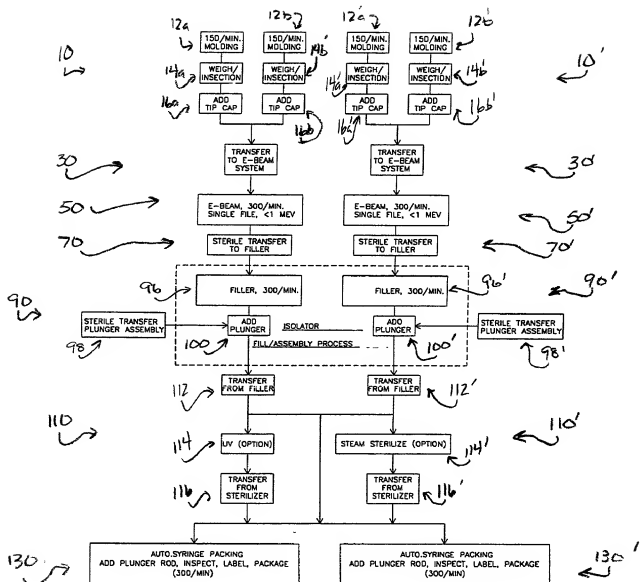 12a
12b
12'a
12b'
150/MIN.
MOLDING
150/MIN.
MOLDING
150/MIN.
MOLDING
150/MIN.
MOLDING
10
10'
14a
14b'
14'a
14b'
WEIGH/
INSECTION
WEIGH/
INSECTION
WEIGH/
INSECTION
WEIGH/
INSECTION
16a
16b
16a'
16b'
ADD
TIP CAP
ADD
TIP CAP
ADD
TIP CAP
ADD
TIP CAP
30
TRANSFER
TO E-BEAM
SYSTEM
TRANSFER
TO E-BEAM
SYSTEM
30'
50
E-BEAM, 300/MIN.
SINGLE FILE, <1 MEV
E-BEAM, 300/MIN.
SINGLE FILE, <1 MEV
50'
70
STERILE TRANSFER
TO FILLER
STERILE TRANSFER
TO FILLER
70'
96
96'
90'
FILLER, 300/MIN.
FILLER, 300/MIN.
90
STERILE TRANSFER
PLUNGER ASSEMBLY
ADD
PLUNGER
ISOLATOR
ADD
PLUNGER
STERILE TRANSFER
PLUNGER ASSEMBLY
98
100
FILL/ASSEMBLY PROCESS
100'
98'
112
TRANSFER
FROM FILLER
TRANSFER
FROM FILLER
112'
110
114
UV (OPTION)
STEAM STERILIZE (OPTION)
110'
114'
116
TRANSFER
FROM
STERILIZER
TRANSFER
FROM
STERILIZER
116'
130
AUTO.SYRINGE PACKING
ADD PLUNGER ROD, INSPECT, LABEL, PACKAGE
(300/MIN)
AUTO.SYRINGE PACKING
ADD PLUNGER ROD, INSPECT, LABEL, PACKAGE
(300/MIN)
130'